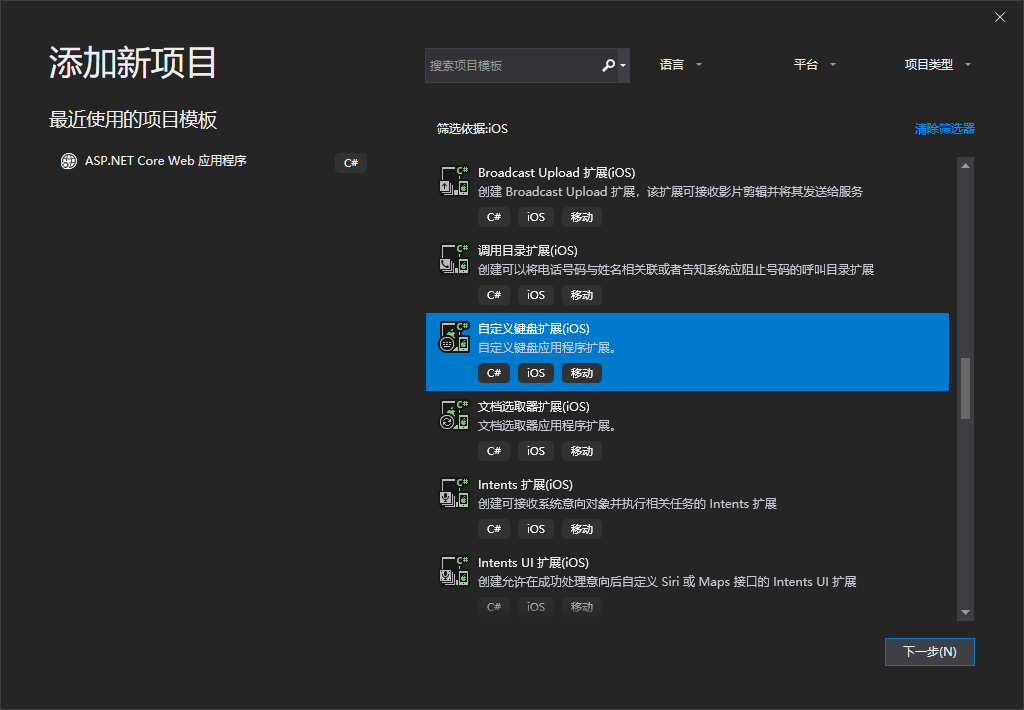 添加新项目
搜索项目模板
语言
平台
项目类型
最近使用的项目模板
ASP.NET Core Web 应用程序
C#
筛选依据:iOS
清除筛选器
C#
Broadcast Upload 扩展(iOS)
创建 Broadcast Upload 扩展，该扩展可接收影片剪辑并将其发送给服务
C# iOS 移动
C#
调用目录扩展(iOS)
创建可以将电话号码与姓名相关联或者告知系统应阻止号码的呼叫目录扩展
C# iOS 移动
C#
自定义键盘扩展(iOS)
自定义键盘应用程序扩展。
C# iOS 移动
C#
文档选取器扩展(iOS)
文档选取器应用程序扩展。
C# iOS 移动
C#
Intents 扩展(iOS)
创建可接收系统意向对象并执行相关任务的 Intents 扩展
C# iOS 移动
C#
Intents UI 扩展(iOS)
创建允许在成功处理意向后自定义 Siri 或 Maps 接口的 Intents UI 扩展
C# iOS 移动
下一步(N)